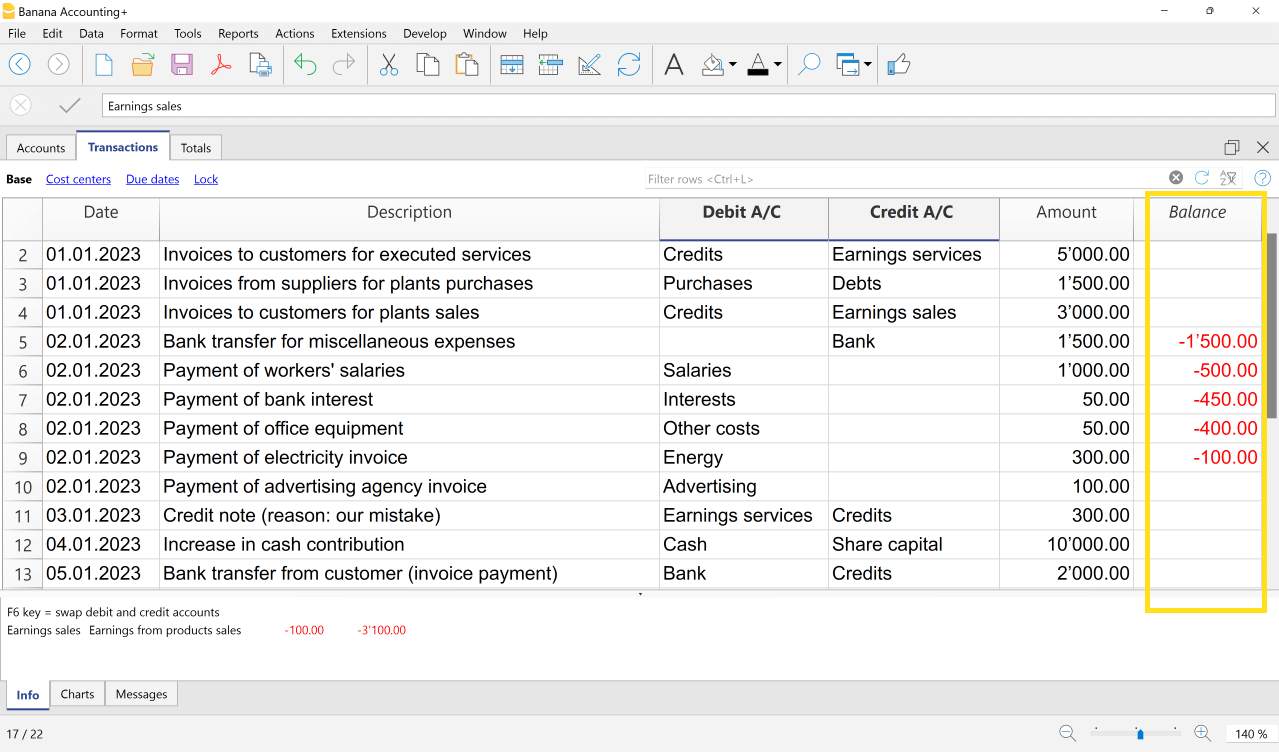 Banana Accounting+
File Edit Data Format Tools Reports Actions Extensions Develop Window Help
Earnings sales
Accounts Transactions Totals
Base Cost centers Due dates Lock Filter rows <Ctrl+L>
Date Description Debit A/C Credit A/C Amount Balance
2 01.01.2023 Invoices to customers for executed services Credits Earnings services 5’000.00
3 01.01.2023 Invoices from suppliers for plants purchases Purchases Debts 1’500.00
4 01.01.2023 Invoices to customers for plants sales Credits Earnings sales 3’000.00
5 02.01.2023 Bank transfer for miscellaneous expenses Bank 1’500.00 -1’500.00
6 02.01.2023 Payment of workers' salaries Salaries 1’000.00 -500.00
7 02.01.2023 Payment of bank interest Interests 50.00 -450.00
8 02.01.2023 Payment of office equipment Other costs 50.00 -400.00
9 02.01.2023 Payment of electricity invoice Energy 300.00 -100.00
10 02.01.2023 Payment of advertising agency invoice Advertising 100.00
11 03.01.2023 Credit note (reason: our mistake) Earnings services Credits 300.00
12 04.01.2023 Increase in cash contribution Cash Share capital 10’000.00
13 05.01.2023 Bank transfer from customer (invoice payment) Bank Credits 2’000.00
F6 key = swap debit and credit accounts
Earnings sales Earnings from products sales -100.00 -3’100.00
Info Charts Messages
17 / 22 140 %